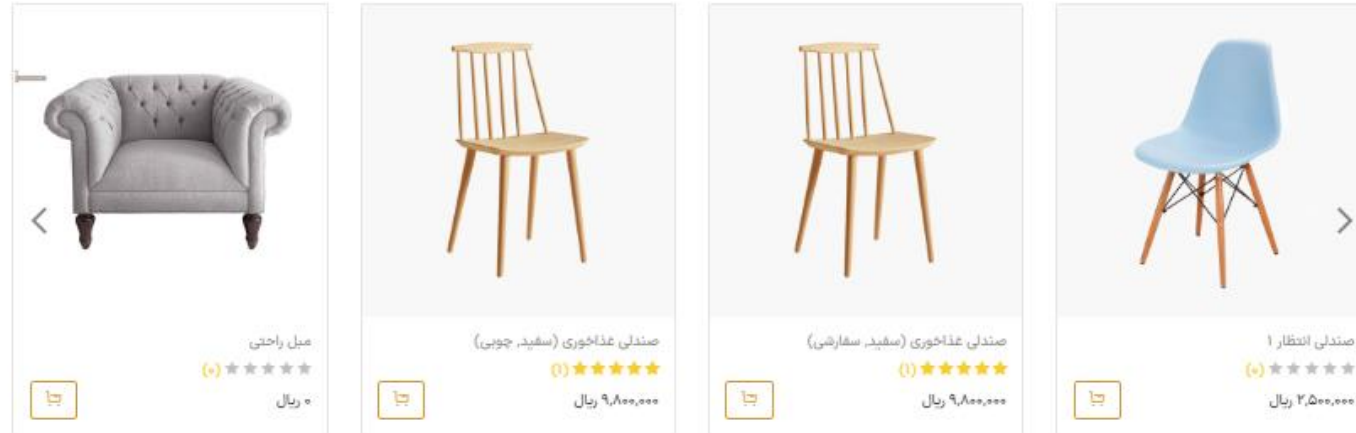 صندلی انتظار ۱
(۰)
۲,۵۰۰,۰۰۰ ریال
صندلی غذاخوری (سفید, سفارشی)
(۱)
۹,۸۰۰,۰۰۰ ریال
صندلی غذاخوری (سفید, چوبی)
(۱)
۹,۸۰۰,۰۰۰ ریال
مبل راحتی
(۰)
۰ ریال